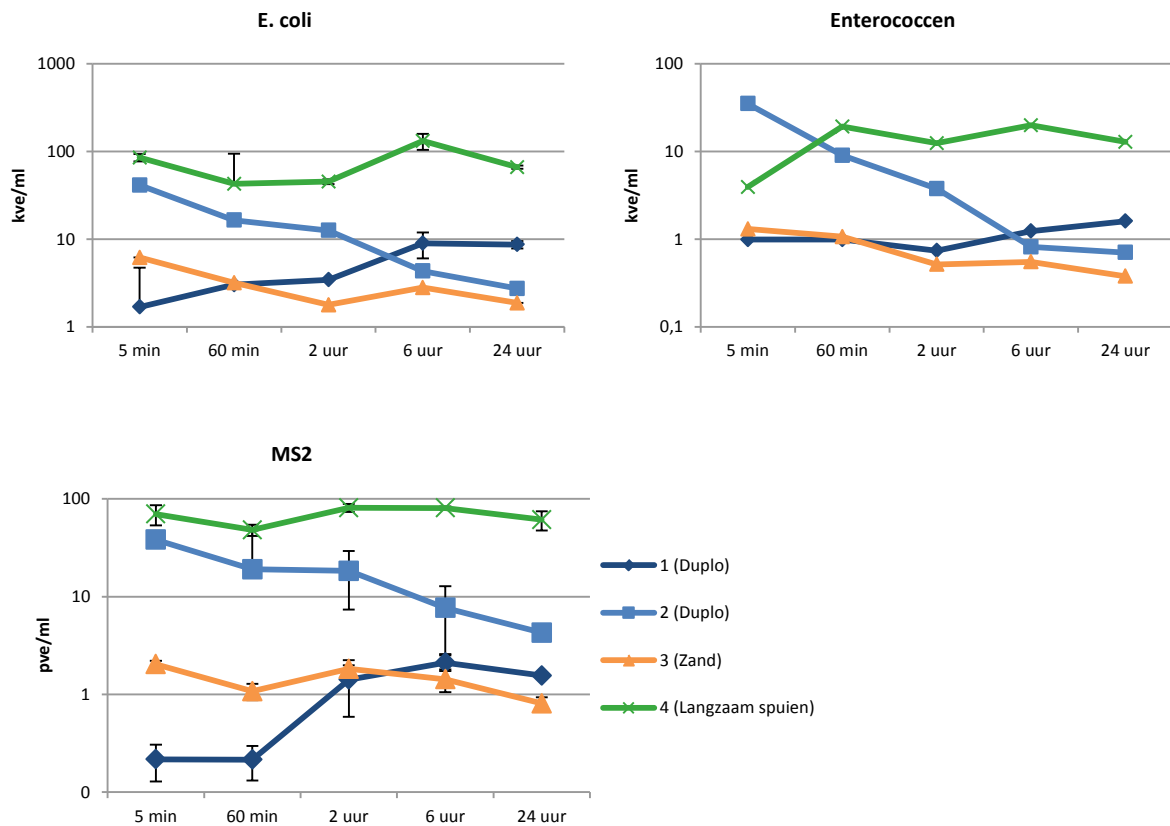 E. coli
kve/ml
1000
100
10
1
5 min 60 min 2 uur 6 uur 24 uur
Enterococcen
kve/ml
100
10
1
0,1
5 min 60 min 2 uur 6 uur 24 uur
MS2
pve/ml
100
10
1
0
5 min 60 min 2 uur 6 uur 24 uur
1 (Duplo)
2 (Duplo)
3 (Zand)
4 (Langzaam spuien)